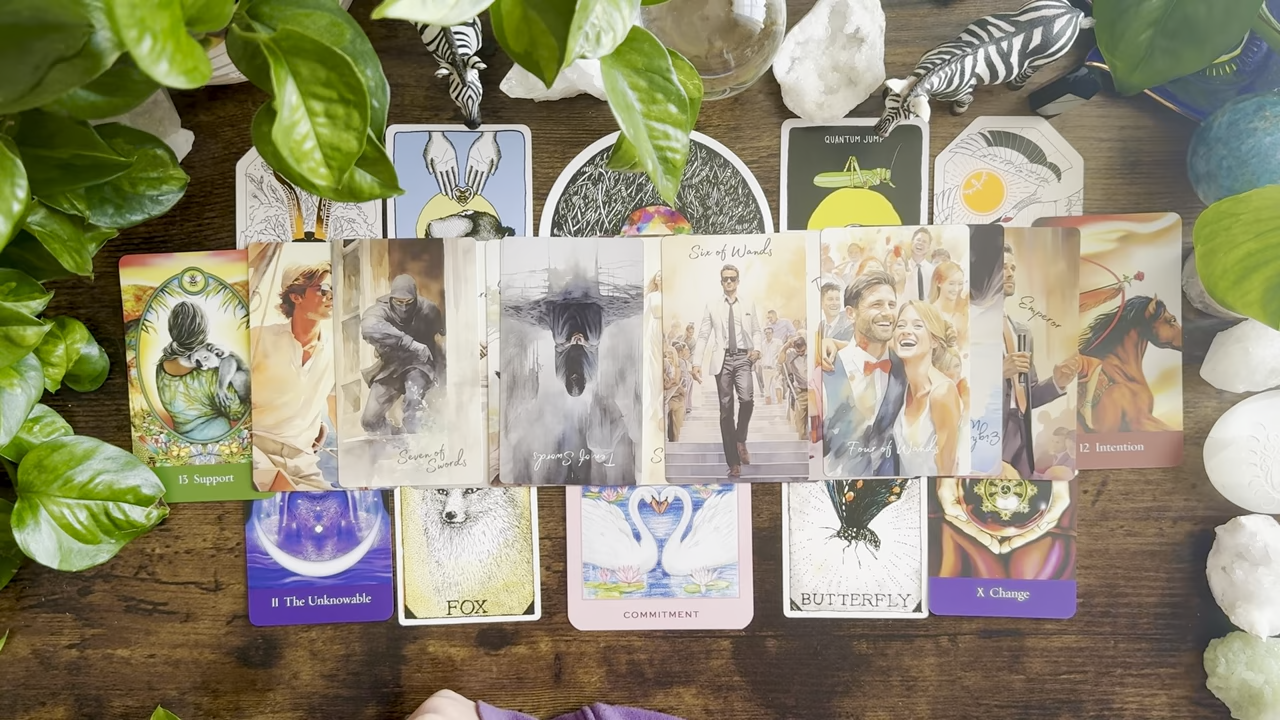 QUANTUM JUMP
Six of Wands
Emperor
Seven of
Swords
Ten of Swords
Four of Wands
12 Intention
13 Support
II The Unknowable
FOX
COMMITMENT
BUTTERFLY
X Change